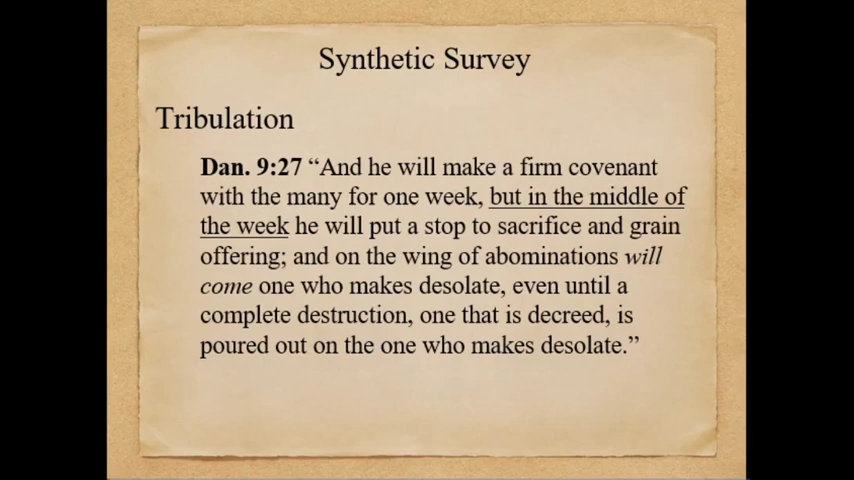 Synthetic Survey
Tribulation
Dan. 9:27 “And he will make a firm covenant
with the many for one week, but in the middle of
the week he will put a stop to sacrifice and grain
offering; and on the wing of abominations will
come one who makes desolate, even until a
complete destruction, one that is decreed, is
poured out on the one who makes desolate.”